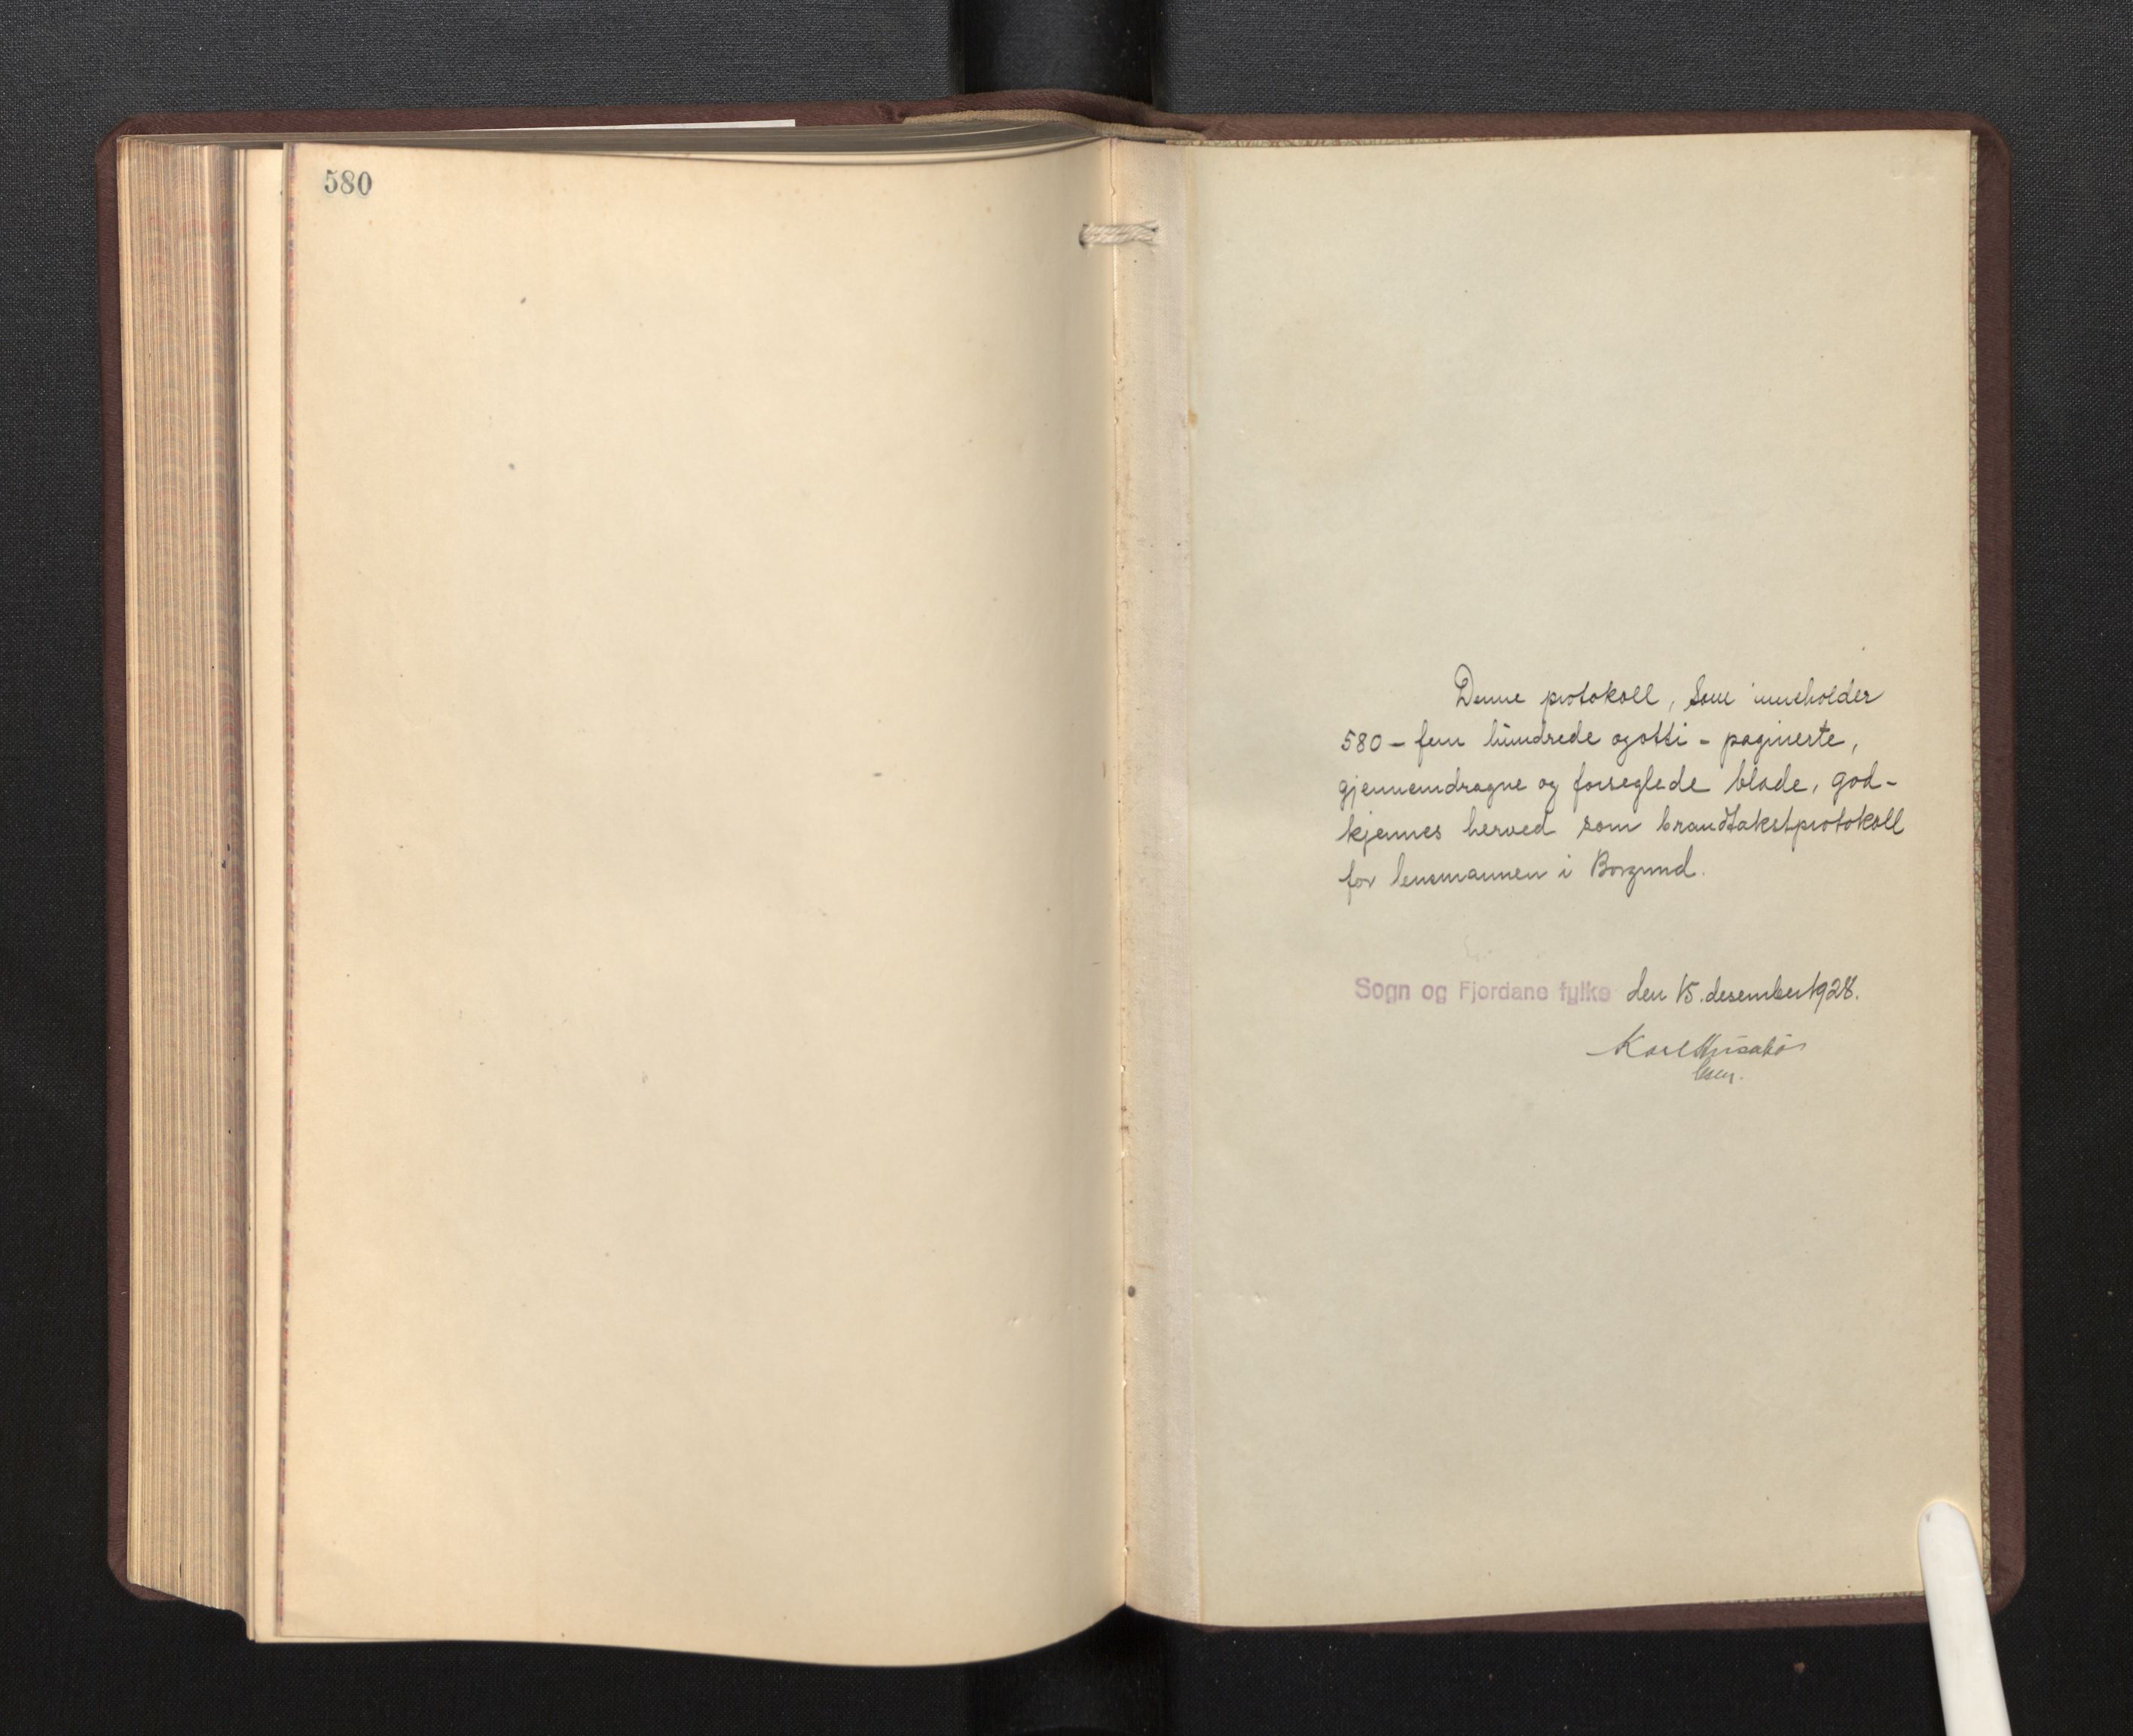 580
Denne protokoll, som inneholder
580 – fem hundrede og otti – paginerte,
gjennemdragne og forseglede blade, god-
kjennes herved som brandtakstprotokoll
for lensmannen i Borgund.
Sogn og Fjordane fylke den 15. desember 1928.
Karl